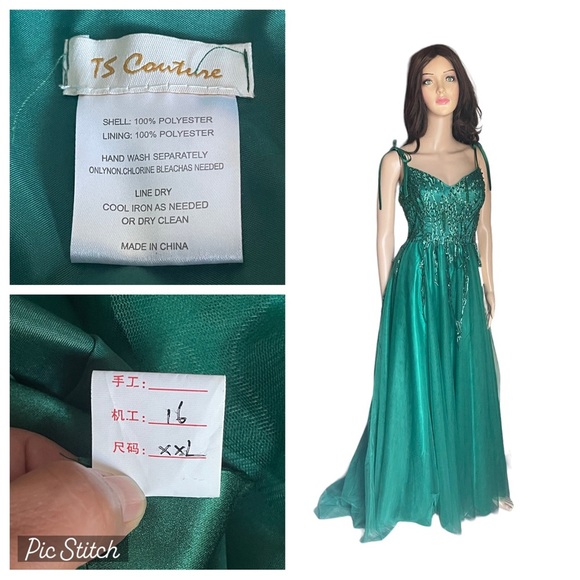 TS Couture
SHELL: 100% POLYESTER
LINING: 100% POLYESTER
HAND WASH SEPARATELY
ONLYNON.CHLORINE BLEACHAS NEEDED
LINE DRY
COOL IRON AS NEEDED
OR DRY CLEAN
MADE IN CHINA
手工:
机工: 16
尺码: XXL
Pic Stitch